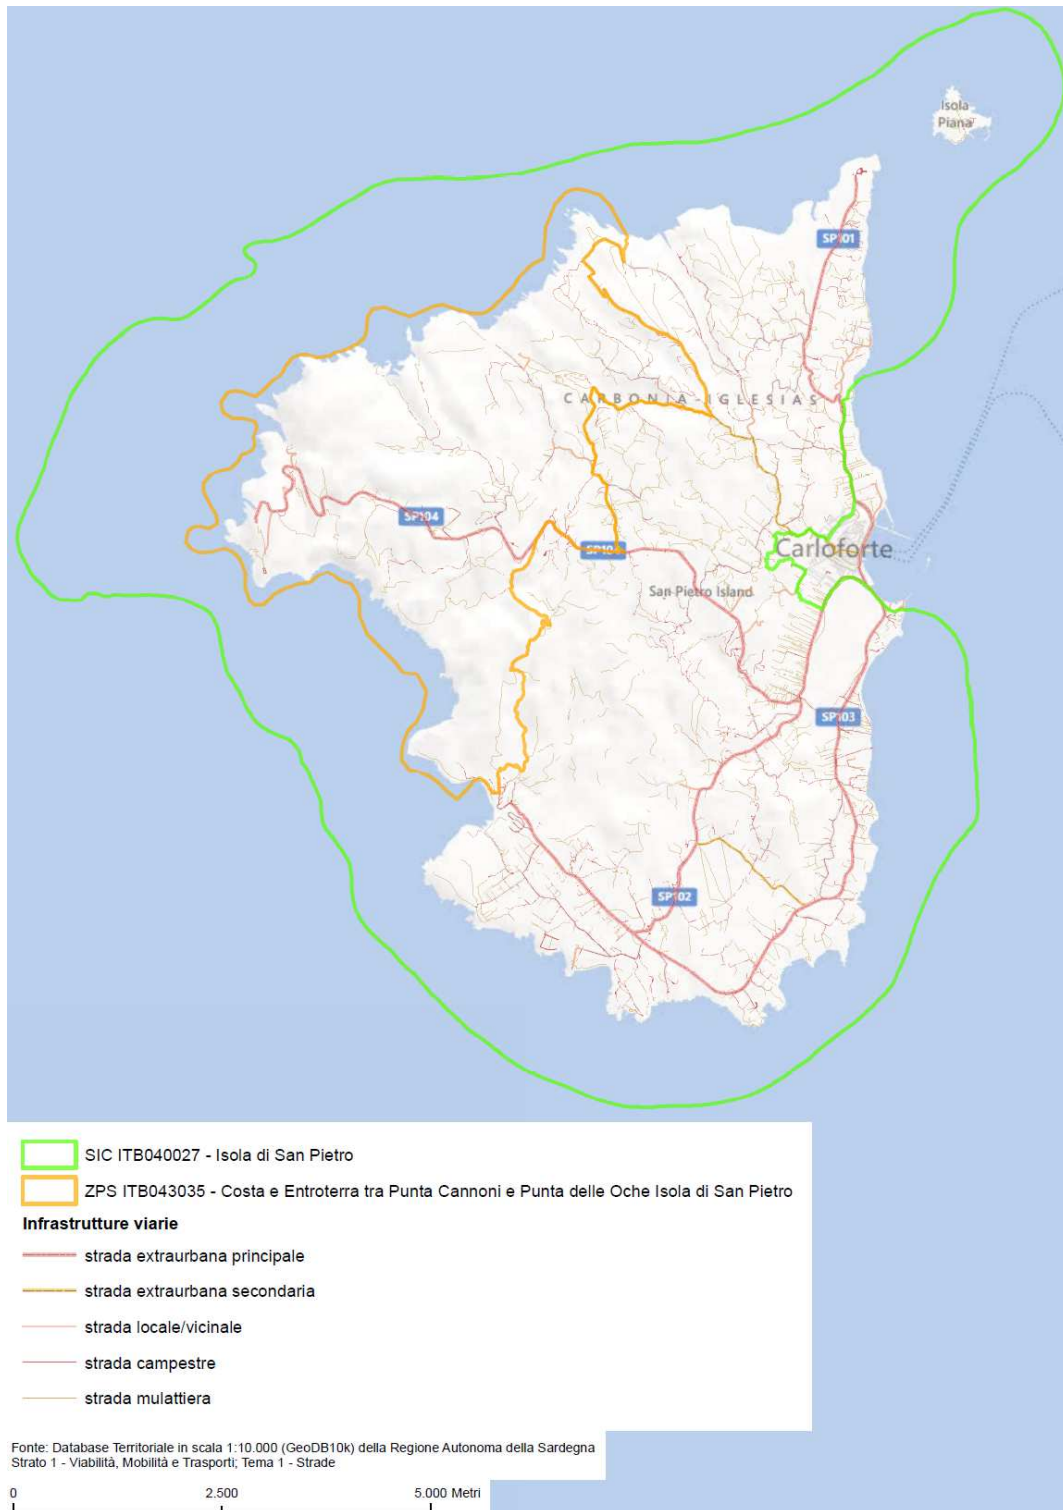 Isola
Piana
SP101
CARBONIA-IGLESIAS
SP104
SP104
Carloforte
San Pietro Island
SP103
SP102
SIC ITB040027 - Isola di San Pietro
ZPS ITB043035 - Costa e Entroterra tra Punta Cannoni e Punta delle Oche Isola di San Pietro
Infrastrutture viarie
strada extraurbana principale
strada extraurbana secondaria
strada locale/vicinale
strada campestre
strada mulattiera
Fonte: Database Territoriale in scala 1:10.000 (GeoDB10k) della Regione Autonoma della Sardegna
Strato 1 - Viabilità, Mobilità e Trasporti; Tema 1 - Strade
0 2.500 5.000 Metri